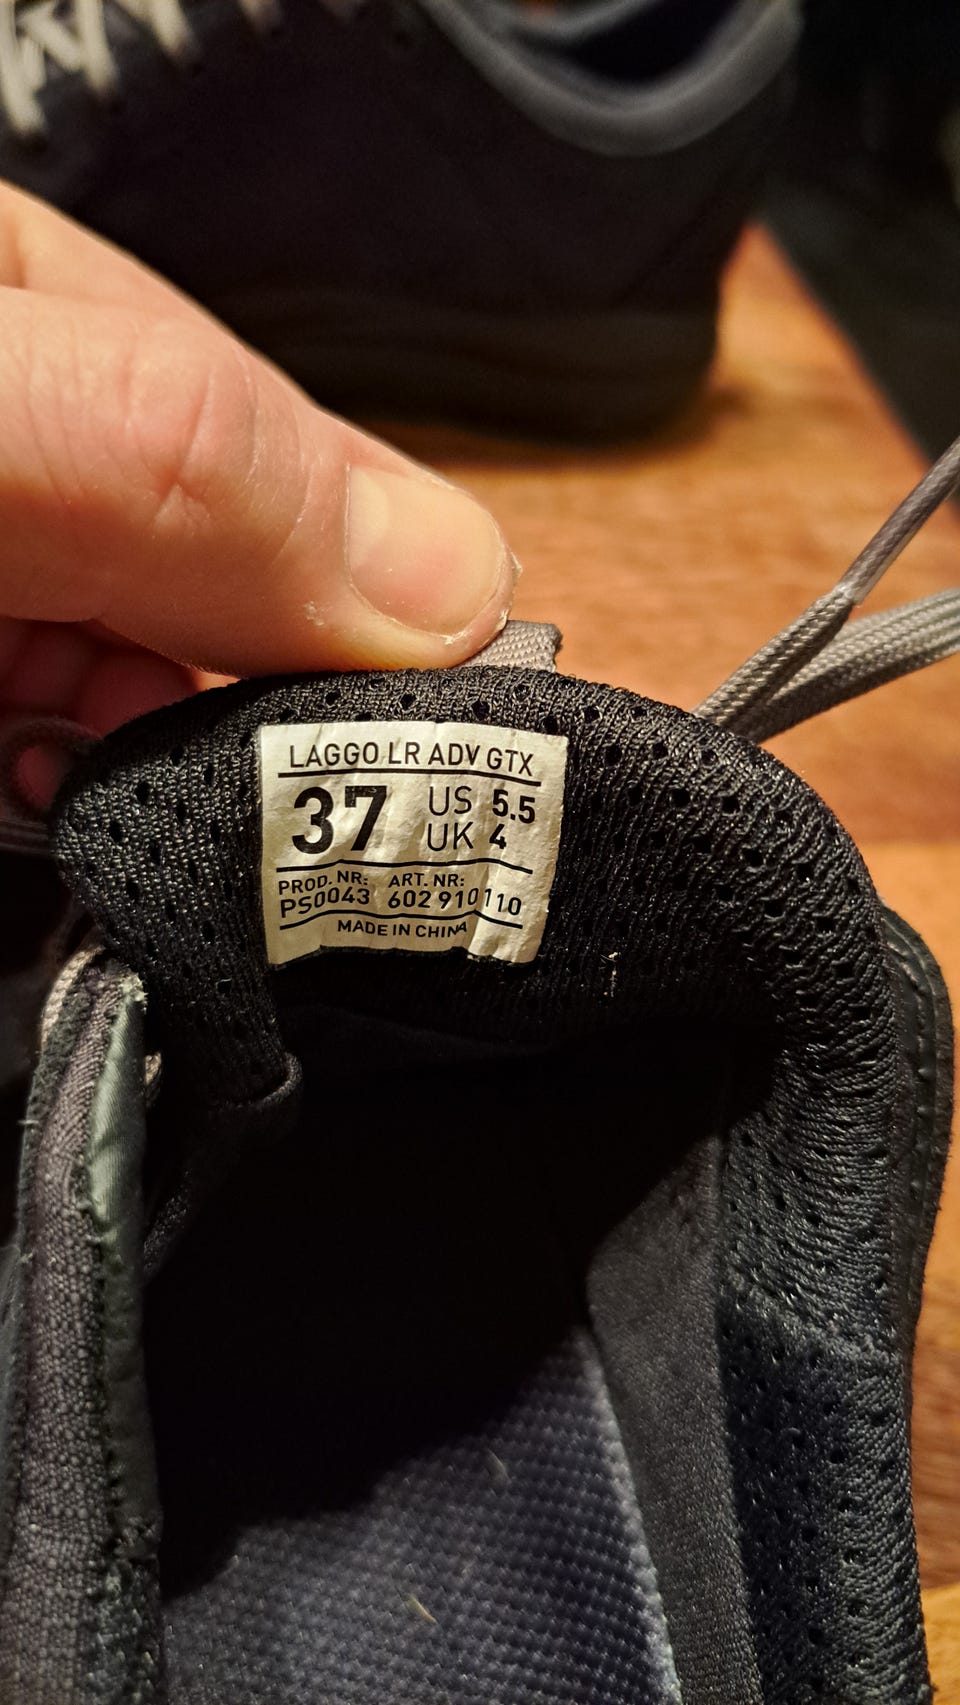 LAGGO LR ADV GTX
37 US 5.5
UK 4
PROD. NR: ART. NR:
PS0043 602 910 110
MADE IN CHINA